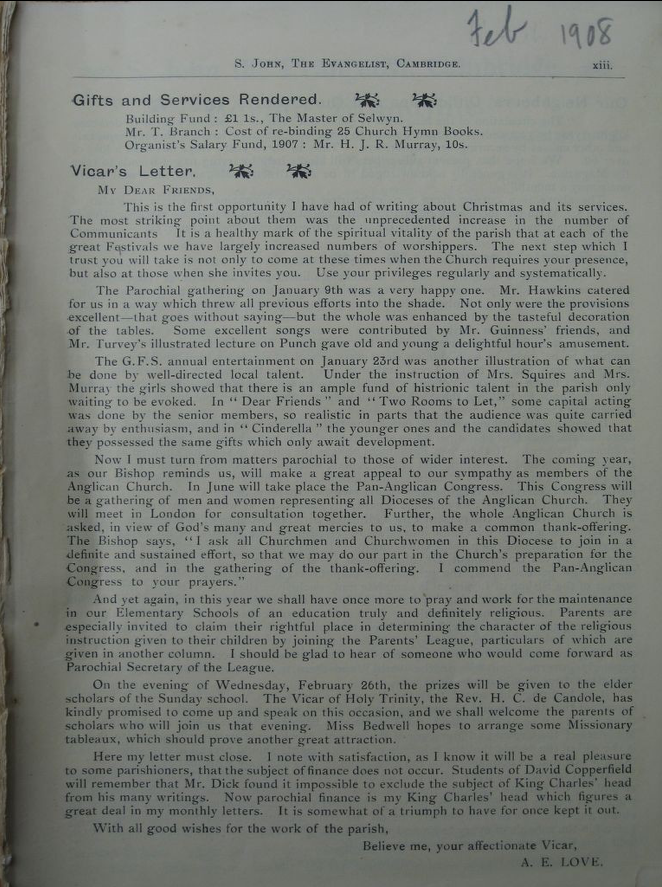 Feb 1908
S. John, The Evangelist, Cambridge. xiii.
Gifts and Services Rendered.
Building Fund : £1 1s., The Master of Selwyn.
Mr. T. Branch : Cost of re-binding 25 Church Hymn Books.
Organist's Salary Fund, 1907 : Mr. H. J. R. Murray, 10s.
Vicar's Letter.
My Dear Friends,
This is the first opportunity I have had of writing about Christmas and its services.
The most striking point about them was the unprecedented increase in the number of
Communicants It is a healthy mark of the spiritual vitality of the parish that at each of the
great Festivals we have largely increased numbers of worshippers. The next step which I
trust you will take is not only to come at these times when the Church requires your presence,
but also at those when she invites you. Use your privileges regularly and systematically.
The Parochial gathering on January 9th was a very happy one. Mr. Hawkins catered
for us in a way which threw all previous efforts into the shade. Not only were the provisions
excellent—that goes without saying—but the whole was enhanced by the tasteful decoration
of the tables. Some excellent songs were contributed by Mr. Guinness' friends, and
Mr. Turvey's illustrated lecture on Punch gave old and young a delightful hour's amusement.
The G.F.S. annual entertainment on January 23rd was another illustration of what can
be done by well-directed local talent. Under the instruction of Mrs. Squires and Mrs.
Murray the girls showed that there is an ample fund of histrionic talent in the parish only
waiting to be evoked. In “ Dear Friends ” and “ Two Rooms to Let,” some capital acting
was done by the senior members, so realistic in parts that the audience was quite carried
away by enthusiasm, and in “ Cinderella ” the younger ones and the candidates showed that
they possessed the same gifts which only await development.
Now I must turn from matters parochial to those of wider interest. The coming year,
as our Bishop reminds us, will make a great appeal to our sympathy as members of the
Anglican Church. In June will take place the Pan-Anglican Congress. This Congress will
be a gathering of men and women representing all Dioceses of the Anglican Church. They
will meet in London for consultation together. Further, the whole Anglican Church is
asked, in view of God's many and great mercies to us, to make a common thank-offering.
The Bishop says, “ I ask all Churchmen and Churchwomen in this Diocese to join in a
definite and sustained effort, so that we may do our part in the Church's preparation for the
Congress, and in the gathering of the thank-offering. I commend the Pan-Anglican
Congress to your prayers.”
And yet again, in this year we shall have once more to pray and work for the maintenance
in our Elementary Schools of an education truly and definitely religious. Parents are
especially invited to claim their rightful place in determining the character of the religious
instruction given to their children by joining the Parents' League, particulars of which are
given in another column. I should be glad to hear of someone who would come forward as
Parochial Secretary of the League.
On the evening of Wednesday, February 26th, the prizes will be given to the elder
scholars of the Sunday school. The Vicar of Holy Trinity, the Rev. H. C. de Candole, has
kindly promised to come up and speak on this occasion, and we shall welcome the parents of
scholars who will join us that evening. Miss Bedwell hopes to arrange some Missionary
tableaux, which should prove another great attraction.
Here my letter must close. I note with satisfaction, as I know it will be a real pleasure
to some parishioners, that the subject of finance does not occur. Students of David Copperfield
will remember that Mr. Dick found it impossible to exclude the subject of King Charles' head
from his many writings. Now parochial finance is my King Charles' head which figures a
great deal in my monthly letters. It is somewhat of a triumph to have for once kept it out.
With all good wishes for the work of the parish,
Believe me, your affectionate Vicar,
A. E. LOVE.